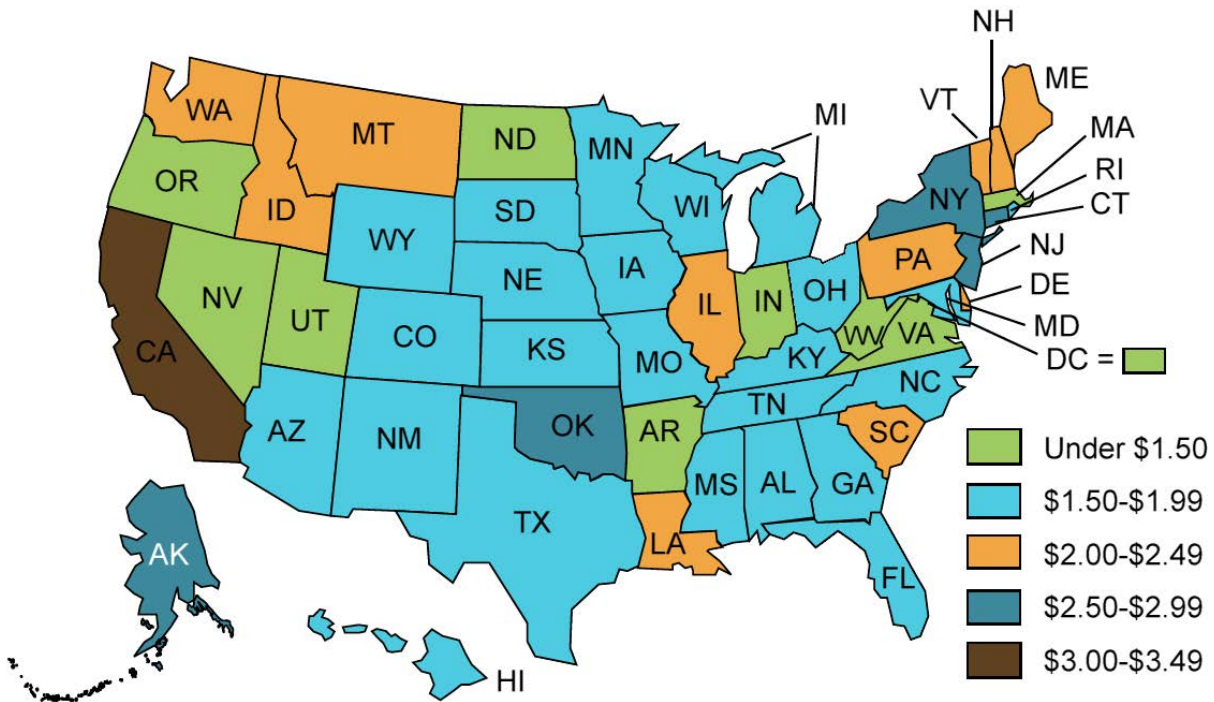 NH
ME
VT
MI
MA
WA
MT
ND
MN
RI
OR
ID
SD
WI
NY
CT
WY
IA
PA
NJ
NE
OH
DE
NV
UT
CO
IL
IN
WV
VA
MD
CA
KS
MO
KY
DC =
NC
TN
AZ
NM
OK
AR
SC
Under $1.50
MS
AL
GA
$1.50-$1.99
TX
LA
$2.00-$2.49
AK
FL
$2.50-$2.99
HI
$3.00-$3.49